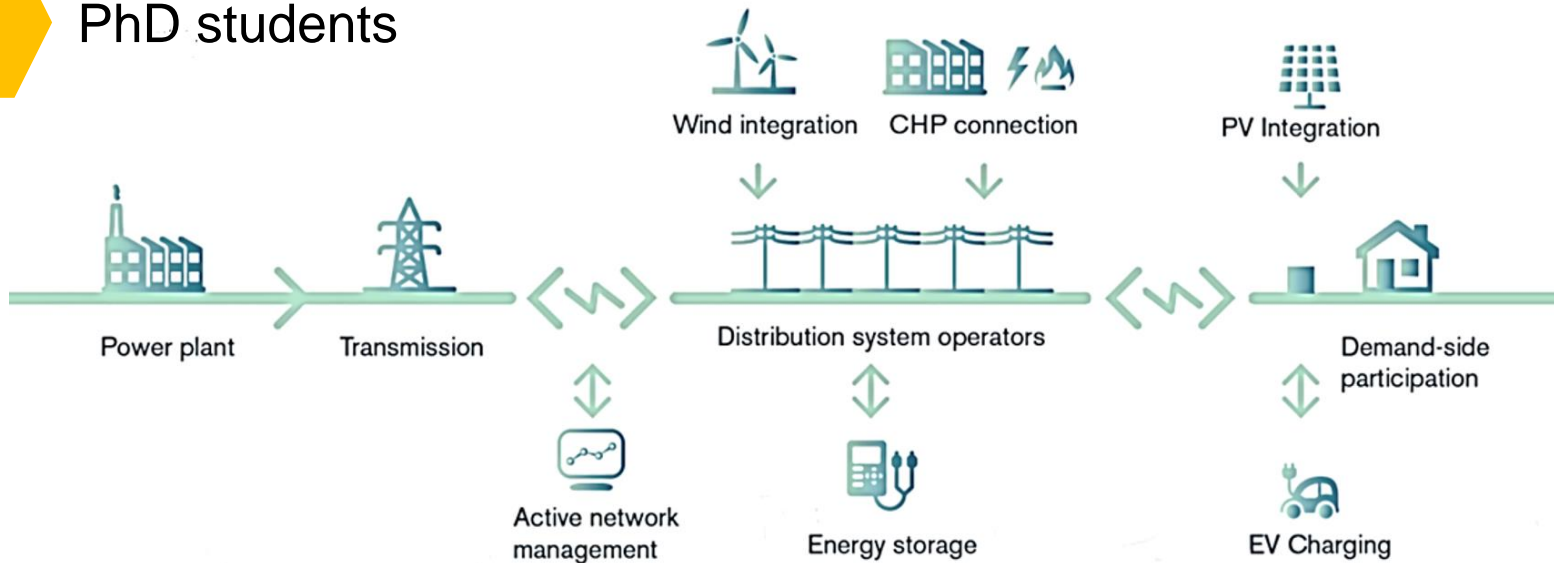 PhD students
Wind integration
CHP connection
PV Integration
Power plant
Transmission
Distribution system operators
Demand-side
participation
Active network
management
Energy storage
EV Charging